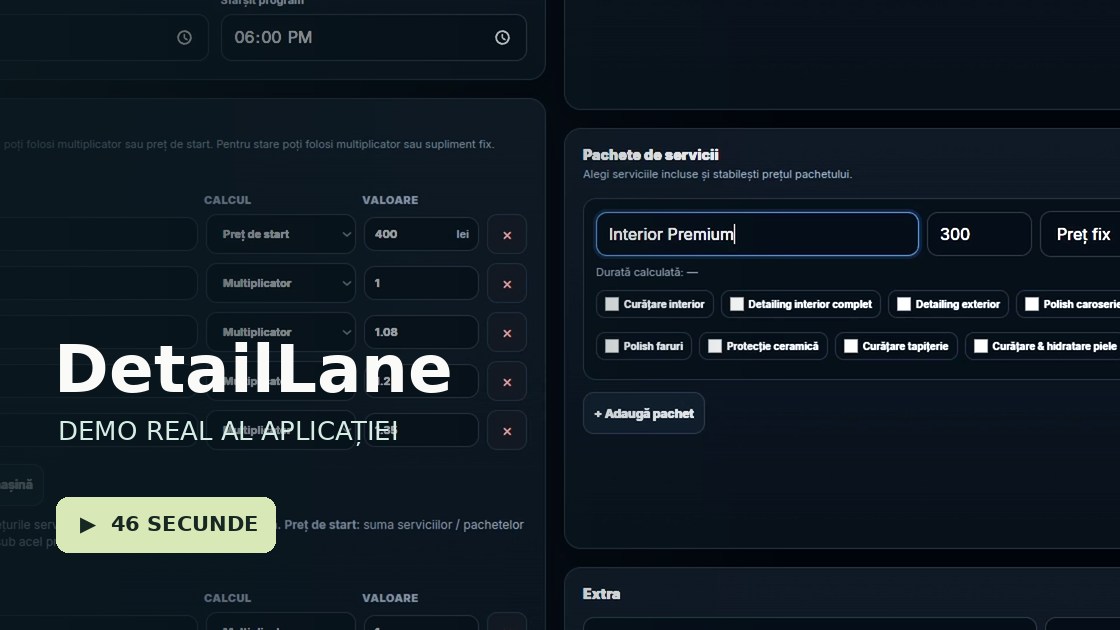 Sfârșit program
06:00 PM
poți folosi multiplicator sau preț de start. Pentru stare poți folosi multiplicator sau supliment fix.
CALCUL VALOARE
Preț de start 400 lei ×
Multiplicator 1 ×
Multiplicator 1.08 ×
×
×
DetailLane
DEMO REAL AL APLICAȚIEI
▶ 46 SECUNDE
Preț de start: suma serviciilor / pachetelor
CALCUL VALOARE
Pachete de servicii
Alegi serviciile incluse și stabilești prețul pachetului.
Interior Premium 300 Preț fix
Durată calculată: —
Curățare interior Detailing interior complet Detailing exterior Polish caroserie
Polish faruri Protecție ceramică Curățare tapițerie Curățare & hidratare piele
+ Adaugă pachet
Extra